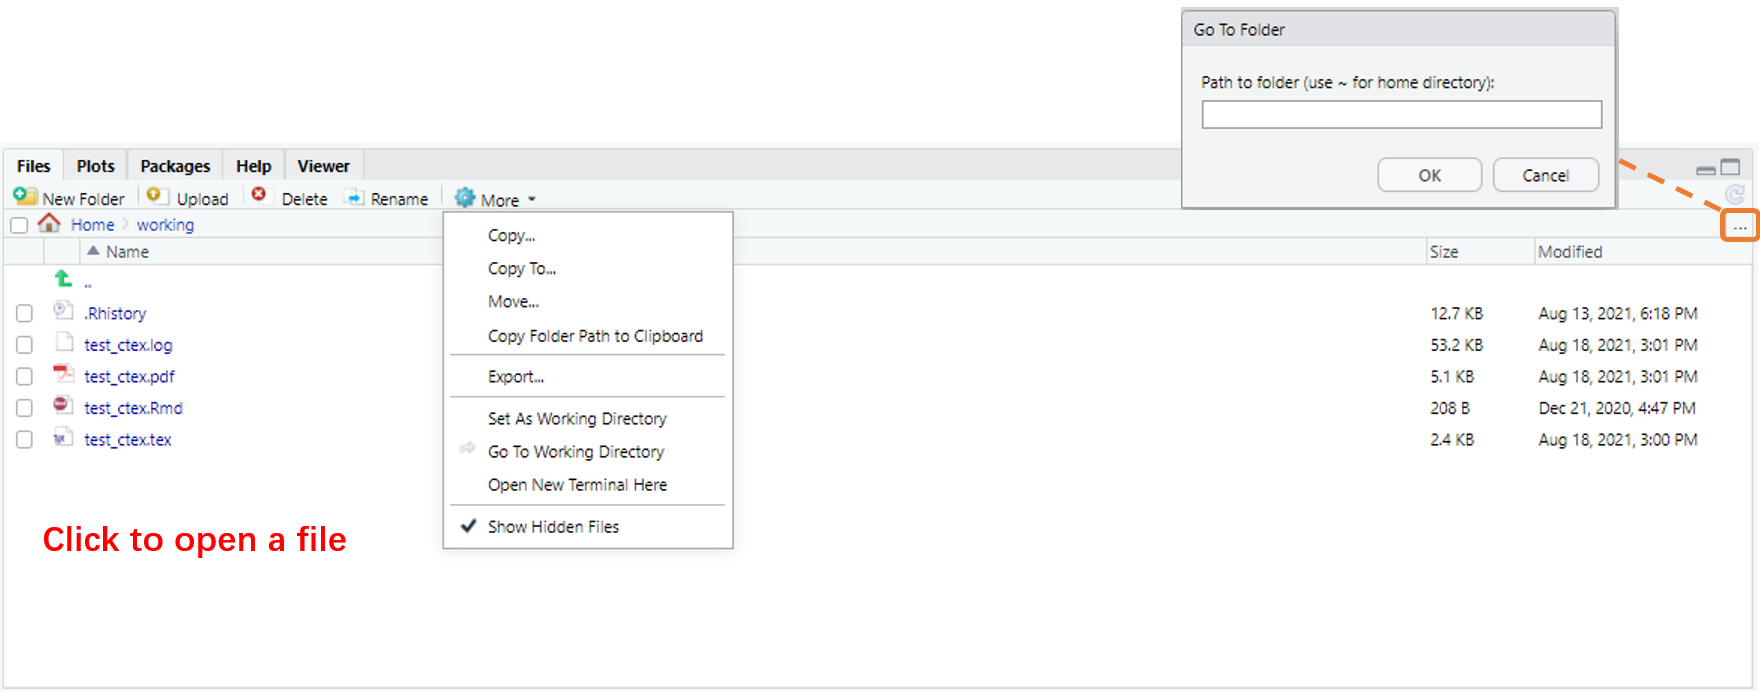 Go To Folder
Path to folder (use ~ for home directory):
OK Cancel
Files Plots Packages Help Viewer
New Folder Upload Delete Rename More
Home working
...
Name Size Modified
..
.Rhistory 12.7 KB Aug 13, 2021, 6:18 PM
test_ctex.log 53.2 KB Aug 18, 2021, 3:01 PM
test_ctex.pdf 5.1 KB Aug 18, 2021, 3:01 PM
test_ctex.Rmd 208 B Dec 21, 2020, 4:47 PM
test_ctex.tex 2.4 KB Aug 18, 2021, 3:00 PM
Copy...
Copy To...
Move...
Copy Folder Path to Clipboard
Export...
Set As Working Directory
Go To Working Directory
Open New Terminal Here
Show Hidden Files
Click to open a file